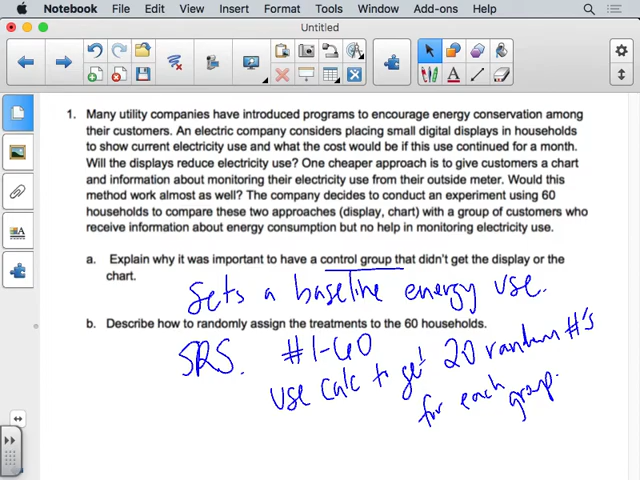 Notebook File Edit Table Tools Window Add-ons Help
Untitled
1. Many utility companies have introduced programs to encourage energy conservation among
their customers. An electric company considers placing small digital displays in households
to show current electricity use and what the cost would be if this use continued for a month.
Will the displays reduce electricity use? One cheaper approach is to give customers a chart
and information about monitoring their electricity use from their outside meter. Would this
method work almost as well? The company decides to conduct an experiment using 60
households to compare these two approaches (display, chart) with a group of customers who
receive information about energy consumption but no help in monitoring electricity use.
a. Explain why it was important to have a control group that didn't get the display or the
chart.
Sets a baseline energy use.
b. Describe how to randomly assign the treatments to the 60 households.
SRS. #1-60
use calc to get 20 random #'s
for each group.